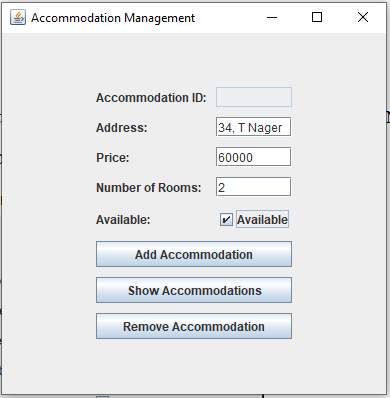 Accommodation Management
Accommodation ID:
Address: 34, T Nager
Price: 60000
Number of Rooms: 2
Available: Available
Add Accommodation
Show Accommodations
Remove Accommodation